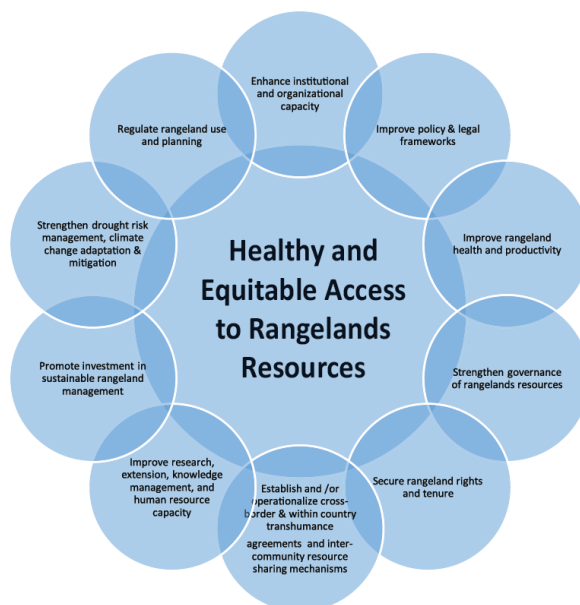 Enhance institutional
and organizational
capacity
Improve policy & legal
frameworks
Improve rangeland
health and productivity
Strengthen governance
of rangelands resources
Secure rangeland rights
and tenure
Establish and /or
operationalize cross-
border & within country
transhumance
agreements and inter-
community resource
sharing mechanisms
Improve research,
extension, knowledge
management, and
human resource
capacity
Promote investment in
sustainable rangeland
management
Strengthen drought risk
management, climate
change adaptation &
mitigation
Regulate rangeland use
and planning
Healthy and
Equitable Access
to Rangelands
Resources